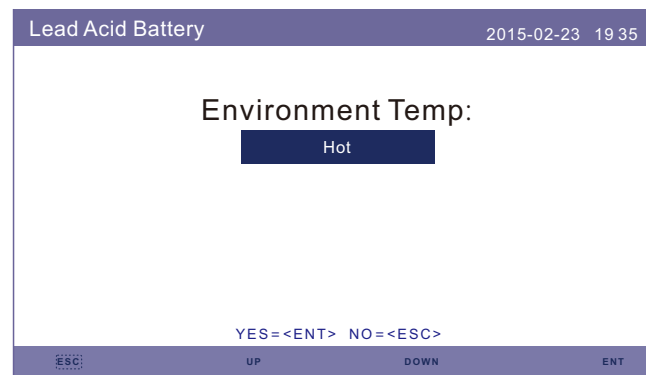 Lead Acid Battery 2015-02-23 19 35
Environment Temp:
Hot
YES=<ENT> NO=<ESC>
ESC UP DOWN ENT